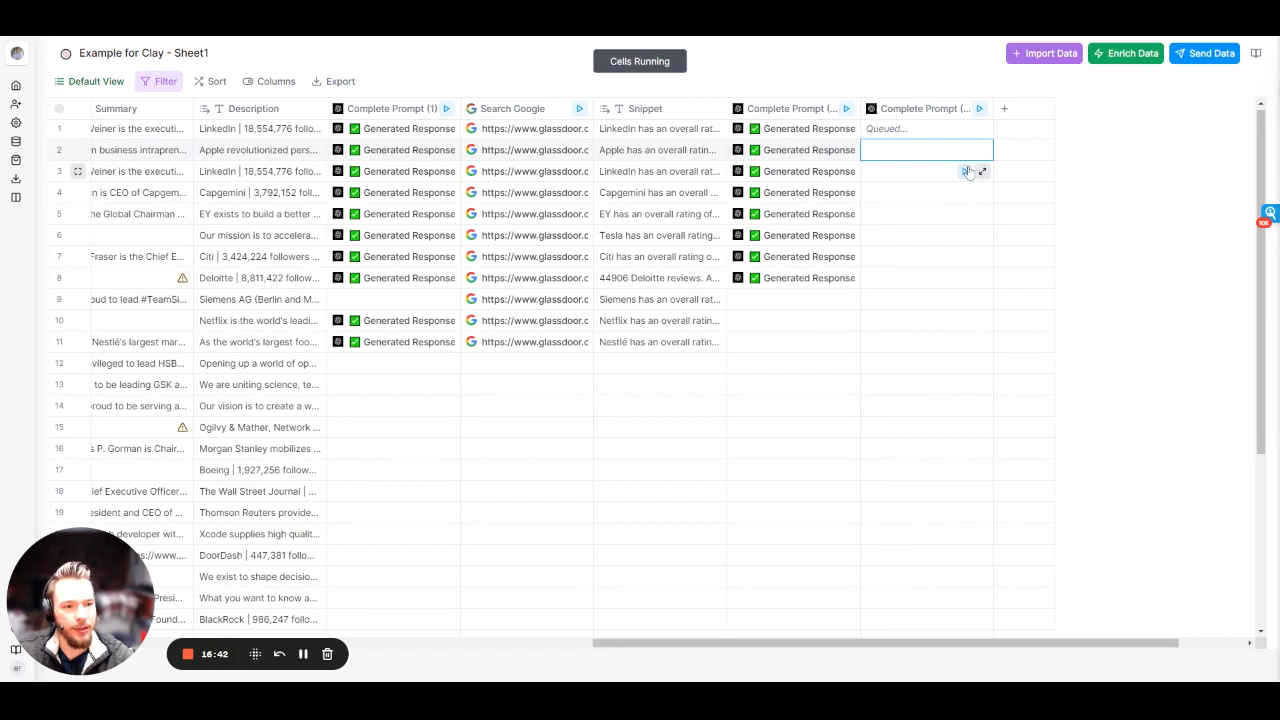 Example for Clay - Sheet1
Cells Running
Import Data
Enrich Data
Send Data
Default View
Filter
Sort
Columns
Export
Summary Description Complete Prompt (1) Search Google Snippet Complete Prompt (... Complete Prompt (...
1 Weiner is the executi... LinkedIn | 18,554,776 follo... Generated Response https://www.glassdoor.c LinkedIn has an overall rat... Generated Response Queued...
2 n business intrapren... Apple revolutionized pers... Generated Response https://www.glassdoor.c Apple has an overall ratin... Generated Response
3 Weiner is the executi... LinkedIn | 18,554,776 follo... Generated Response https://www.glassdoor.c LinkedIn has an overall rat... Generated Response
4 n is CEO of Capgem... Capgemini | 3,792,152 foll... Generated Response https://www.glassdoor.c Capgemini has an overall ... Generated Response
5 he Global Chairman EY exists to build a better ... Generated Response https://www.glassdoor.c EY has an overall rating of... Generated Response
6 Our mission is to accelera... Generated Response https://www.glassdoor.c Tesla has an overall rating... Generated Response
7 Fraser is the Chief E... Citi | 3,424,224 followers ... Generated Response https://www.glassdoor.c Citi has an overall rating o... Generated Response
8 Deloitte | 8,811,422 follow... Generated Response https://www.glassdoor.c 44906 Deloitte reviews. A... Generated Response
9 oud to lead #TeamSi... Siemens AG (Berlin and M... https://www.glassdoor.c Siemens has an overall rat...
10 Netflix is the world's leadi... Generated Response https://www.glassdoor.c Netflix has an overall ratin...
11 Nestlé's largest mar... As the world's largest foo... Generated Response https://www.glassdoor.c Nestlé has an overall ratin...
12 vileged to lead HSB... Opening up a world of op...
13 to be leading GSK a... We are uniting science, te...
14 proud to be serving a... Our vision is to create a w...
15 Ogilvy & Mather, Network ...
16 s P. Gorman is Chair... Morgan Stanley mobilizes ...
17 Boeing | 1,927,256 follow...
18 ief Executive Officer... The Wall Street Journal | ...
19 esident and CEO of ... Thomson Reuters provide...
h developer wit... Xcode supplies high qualit...
s://www.... DoorDash | 447,381 follo...
We exist to shape decisio...
Presi... What you want to know a...
Found... BlackRock | 986,247 follo...
10K
16:42
er